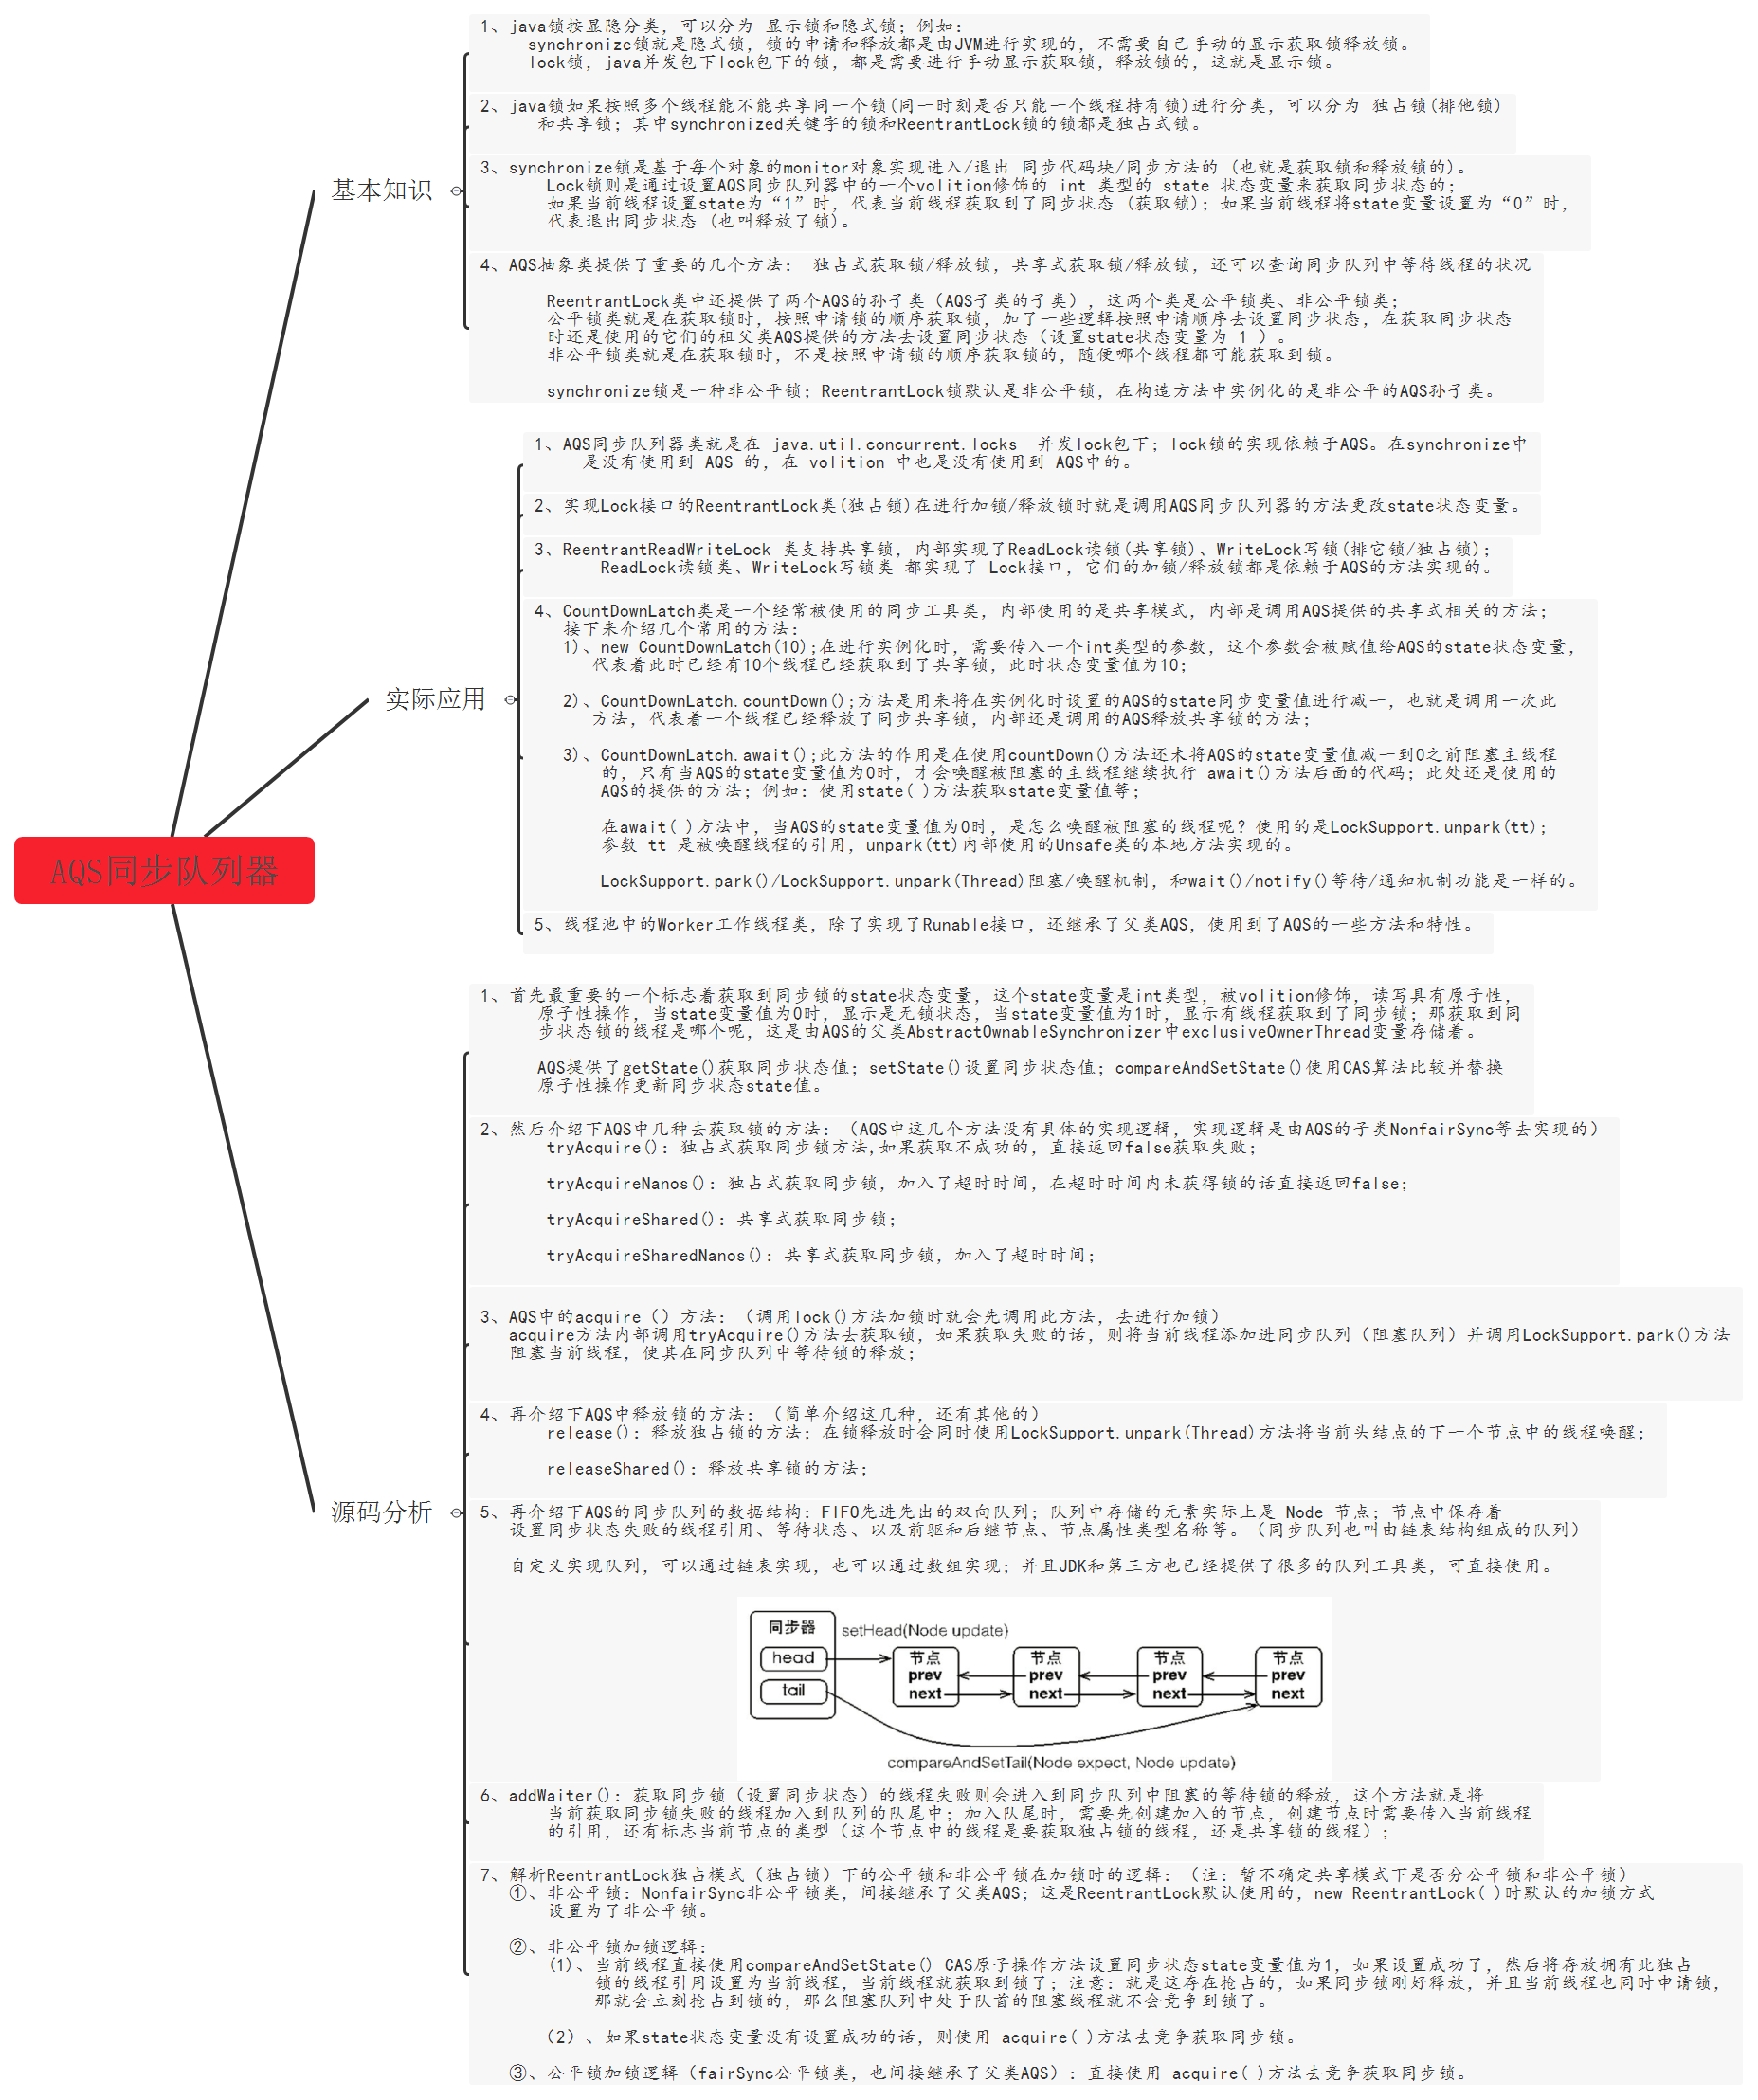 AQS同步队列器
基本知识
1、java锁按显隐分类，可以分为 显示锁和隐式锁；例如：
synchronize锁就是隐式锁，锁的申请和释放都是由JVM进行实现的，不需要自己手动的显示获取锁释放锁。
lock锁，java并发包下lock包下的锁，都是需要进行手动显示获取锁，释放锁的，这就是显示锁。
2、java锁如果按照多个线程能不能共享同一个锁(同一时刻是否只能一个线程持有锁)进行分类，可以分为 独占锁(排他锁)
和共享锁；其中synchronized关键字的锁和ReentrantLock锁的锁都是独占式锁。
3、synchronize锁是基于每个对象的monitor对象实现进入/退出 同步代码块/同步方法的 (也就是获取锁和释放锁的)。
Lock锁则是通过设置AQS同步队列器中的一个volition修饰的 int 类型的 state 状态变量来获取同步状态的；
如果当前线程设置state为“1”时，代表当前线程获取到了同步状态 (获取锁)；如果当前线程将state变量设置为“0”时，
代表退出同步状态 (也叫释放了锁)。
4、AQS抽象类提供了重要的几个方法： 独占式获取锁/释放锁，共享式获取锁/释放锁，还可以查询同步队列中等待线程的状况
ReentrantLock类中还提供了两个AQS的孙子类（AQS子类的子类），这两个类是公平锁类、非公平锁类；
公平锁类就是在获取锁时，按照申请锁的顺序获取锁，加了一些逻辑按照申请顺序去设置同步状态，在获取同步状态
时还是使用的它们的祖父类AQS提供的方法去设置同步状态（设置state状态变量为 1 ）。
非公平锁类就是在获取锁时，不是按照申请锁的顺序获取锁的，随便哪个线程都可能获取到锁。
synchronize锁是一种非公平锁；ReentrantLock锁默认是非公平锁，在构造方法中实例化的是非公平的AQS孙子类。
实际应用
1、AQS同步队列器类就是在 java.util.concurrent.locks 并发lock包下；lock锁的实现依赖于AQS。在synchronize中
是没有使用到 AQS 的，在 volition 中也是没有使用到 AQS中的。
2、实现Lock接口的ReentrantLock类(独占锁)在进行加锁/释放锁时就是调用AQS同步队列器的方法更改state状态变量。
3、ReentrantReadWriteLock 类支持共享锁，内部实现了ReadLock读锁(共享锁)、WriteLock写锁(排它锁/独占锁)；
ReadLock读锁类、WriteLock写锁类 都实现了 Lock接口，它们的加锁/释放锁都是依赖于AQS的方法实现的。
4、CountDownLatch类是一个经常被使用的同步工具类，内部使用的是共享模式，内部是调用AQS提供的共享式相关的方法；
接下来介绍几个常用的方法：
1)、new CountDownLatch(10);在进行实例化时，需要传入一个int类型的参数，这个参数会被赋值给AQS的state状态变量，
代表着此时已经有10个线程已经获取到了共享锁，此时状态变量值为10；
2)、CountDownLatch.countDown();方法是用来将在实例化时设置的AQS的state同步变量值进行减一，也就是调用一次此
方法，代表着一个线程已经释放了同步共享锁，内部还是调用的AQS释放共享锁的方法；
3)、CountDownLatch.await();此方法的作用是在使用countDown()方法还未将AQS的state变量值减一到0之前阻塞主线程
的，只有当AQS的state变量值为0时，才会唤醒被阻塞的主线程继续执行 await()方法后面的代码；此处还是使用的
AQS的提供的方法；例如：使用state( )方法获取state变量值等；
在await( )方法中，当AQS的state变量值为0时，是怎么唤醒被阻塞的线程呢？使用的是LockSupport.unpark(tt)；
参数 tt 是被唤醒线程的引用，unpark(tt)内部使用的Unsafe类的本地方法实现的。
LockSupport.park()/LockSupport.unpark(Thread)阻塞/唤醒机制，和wait()/notify()等待/通知机制功能是一样的。
5、线程池中的Worker工作线程类，除了实现了Runable接口，还继承了父类AQS，使用到了AQS的一些方法和特性。
源码分析
1、首先最重要的一个标志着获取到同步锁的state状态变量，这个state变量是int类型，被volition修饰，读写具有原子性，
原子性操作，当state变量值为0时，显示是无锁状态，当state变量值为1时，显示有线程获取到了同步锁；那获取到同
步状态锁的线程是哪个呢，这是由AQS的父类AbstractOwnableSynchronizer中exclusiveOwnerThread变量存储着。
AQS提供了getState()获取同步状态值；setState()设置同步状态值；compareAndSetState()使用CAS算法比较并替换
原子性操作更新同步状态state值。
2、然后介绍下AQS中几种去获取锁的方法：（AQS中这几个方法没有具体的实现逻辑，实现逻辑是由AQS的子类NonfairSync等去实现的）
tryAcquire()：独占式获取同步锁方法,如果获取不成功的，直接返回false获取失败；
tryAcquireNanos()：独占式获取同步锁，加入了超时时间，在超时时间内未获得锁的话直接返回false；
tryAcquireShared()：共享式获取同步锁；
tryAcquireSharedNanos()：共享式获取同步锁，加入了超时时间；
3、AQS中的acquire（）方法：（调用lock()方法加锁时就会先调用此方法，去进行加锁）
acquire方法内部调用tryAcquire()方法去获取锁，如果获取失败的话，则将当前线程添加进同步队列（阻塞队列）并调用LockSupport.park()方法
阻塞当前线程，使其在同步队列中等待锁的释放；
4、再介绍下AQS中释放锁的方法：（简单介绍这几种，还有其他的）
release()：释放独占锁的方法；在锁释放时会同时使用LockSupport.unpark(Thread)方法将当前头结点的下一个节点中的线程唤醒；
releaseShared()：释放共享锁的方法；
5、再介绍下AQS的同步队列的数据结构：FIFO先进先出的双向队列；队列中存储的元素实际上是 Node 节点；节点中保存着
设置同步状态失败的线程引用、等待状态、以及前驱和后继节点、节点属性类型名称等。（同步队列也叫由链表结构组成的队列）
自定义实现队列，可以通过链表实现，也可以通过数组实现；并且JDK和第三方也已经提供了很多的队列工具类，可直接使用。
同步器
head
tail
setHead(Node update)
节点
prev
next
节点
prev
next
节点
prev
next
节点
prev
next
compareAndSetTail(Node expect, Node update)
6、addWaiter()：获取同步锁（设置同步状态）的线程失败则会进入到同步队列中阻塞的等待锁的释放，这个方法就是将
当前获取同步锁失败的线程加入到队列的队尾中；加入队尾时，需要先创建加入的节点，创建节点时需要传入当前线程
的引用，还有标志当前节点的类型（这个节点中的线程是要获取独占锁的线程，还是共享锁的线程）；
7、解析ReentrantLock独占模式（独占锁）下的公平锁和非公平锁在加锁时的逻辑：（注：暂不确定共享模式下是否分公平锁和非公平锁）
①、非公平锁：NonfairSync非公平锁类，间接继承了父类AQS；这是ReentrantLock默认使用的，new ReentrantLock( )时默认的加锁方式
设置为了非公平锁。
②、非公平锁加锁逻辑：
(1)、当前线程直接使用compareAndSetState() CAS原子操作方法设置同步状态state变量值为1，如果设置成功了，然后将存放拥有此独占
锁的线程引用设置为当前线程，当前线程就获取到锁了；注意：就是这存在抢占的，如果同步锁刚好释放，并且当前线程也同时申请锁，
那就会立刻抢占到锁的，那么阻塞队列中处于队首的阻塞线程就不会竞争到锁了。
（2）、如果state状态变量没有设置成功的话，则使用 acquire( )方法去竞争获取同步锁。
③、公平锁加锁逻辑（fairSync公平锁类，也间接继承了父类AQS）：直接使用 acquire( )方法去竞争获取同步锁。